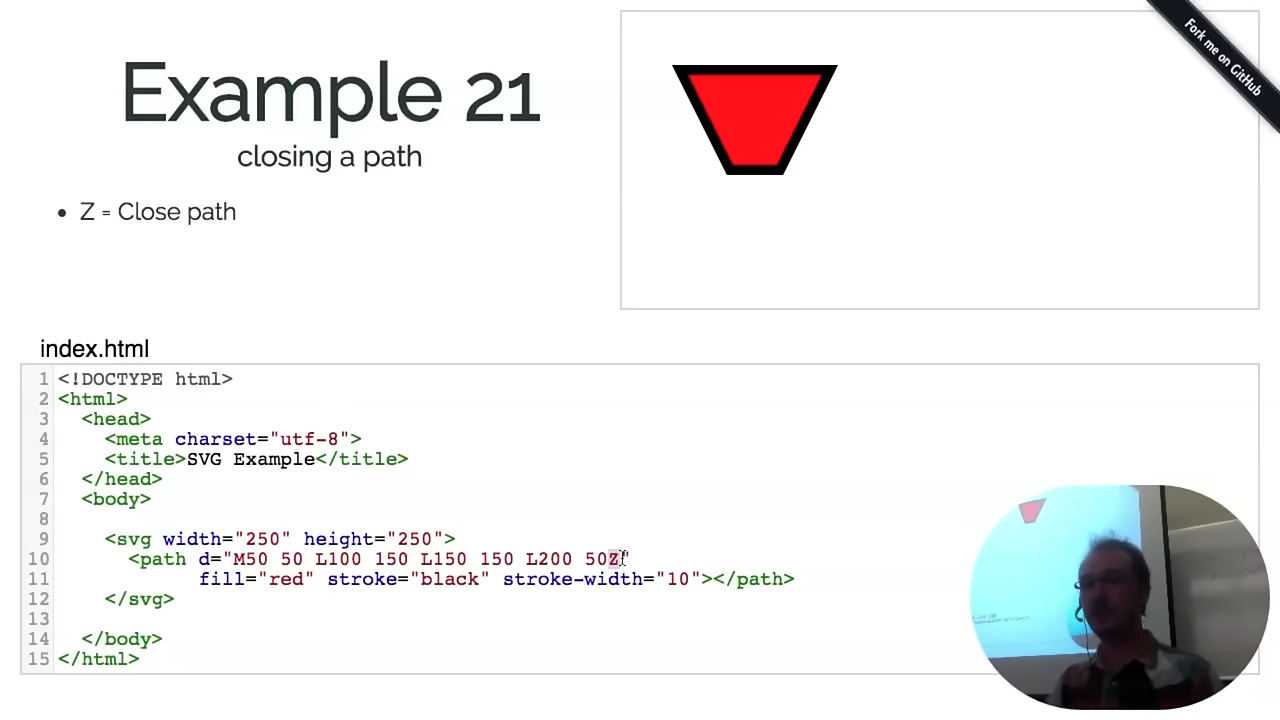 Example 21
closing a path
• Z = Close path
Fork me on GitHub
index.html
1 <!DOCTYPE html>
2 <html>
3   <head>
4     <meta charset="utf-8">
5     <title>SVG Example</title>
6   </head>
7   <body>
8
9     <svg width="250" height="250">
10       <path d="M50 50 L100 150 L150 150 L200 50Z"
11             fill="red" stroke="black" stroke-width="10"></path>
12     </svg>
13
14   </body>
15 </html>